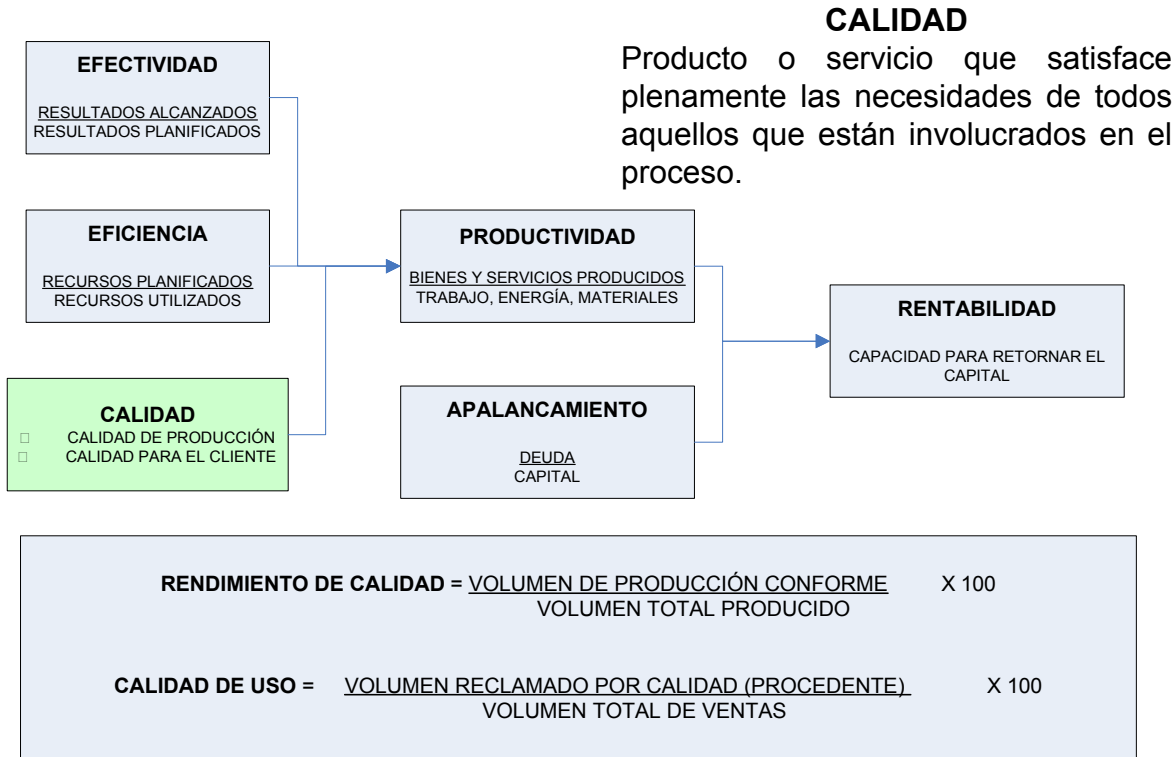 CALIDAD
Producto o servicio que satisface
plenamente las necesidades de todos
aquellos que están involucrados en el
proceso.
EFECTIVIDAD
RESULTADOS ALCANZADOS
RESULTADOS PLANIFICADOS
EFICIENCIA
RECURSOS PLANIFICADOS
RECURSOS UTILIZADOS
CALIDAD
CALIDAD DE PRODUCCIÓN
CALIDAD PARA EL CLIENTE
PRODUCTIVIDAD
BIENES Y SERVICIOS PRODUCIDOS
TRABAJO, ENERGÍA, MATERIALES
APALANCAMIENTO
DEUDA
CAPITAL
RENTABILIDAD
CAPACIDAD PARA RETORNAR EL
CAPITAL
RENDIMIENTO DE CALIDAD = VOLUMEN DE PRODUCCIÓN CONFORME X 100
VOLUMEN TOTAL PRODUCIDO
CALIDAD DE USO = VOLUMEN RECLAMADO POR CALIDAD (PROCEDENTE) X 100
VOLUMEN TOTAL DE VENTAS